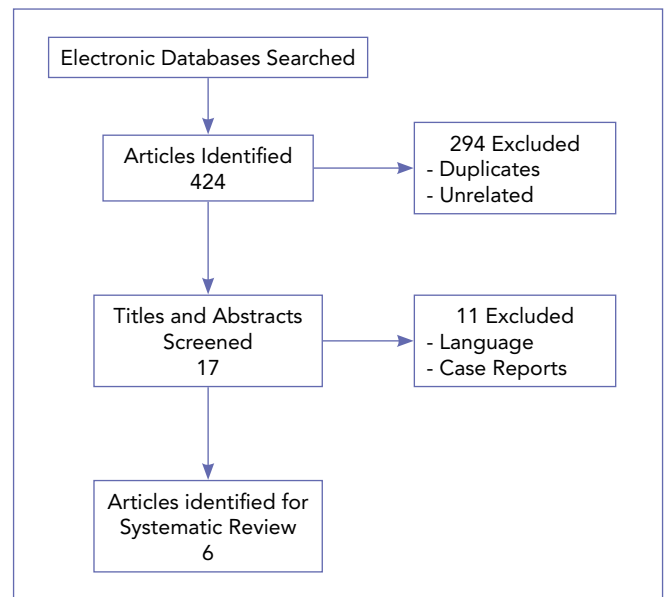 Electronic Databases Searched
Articles Identified
424
294 Excluded
- Duplicates
- Unrelated
Titles and Abstracts
Screened
17
11 Excluded
- Language
- Case Reports
Articles identified for
Systematic Review
6